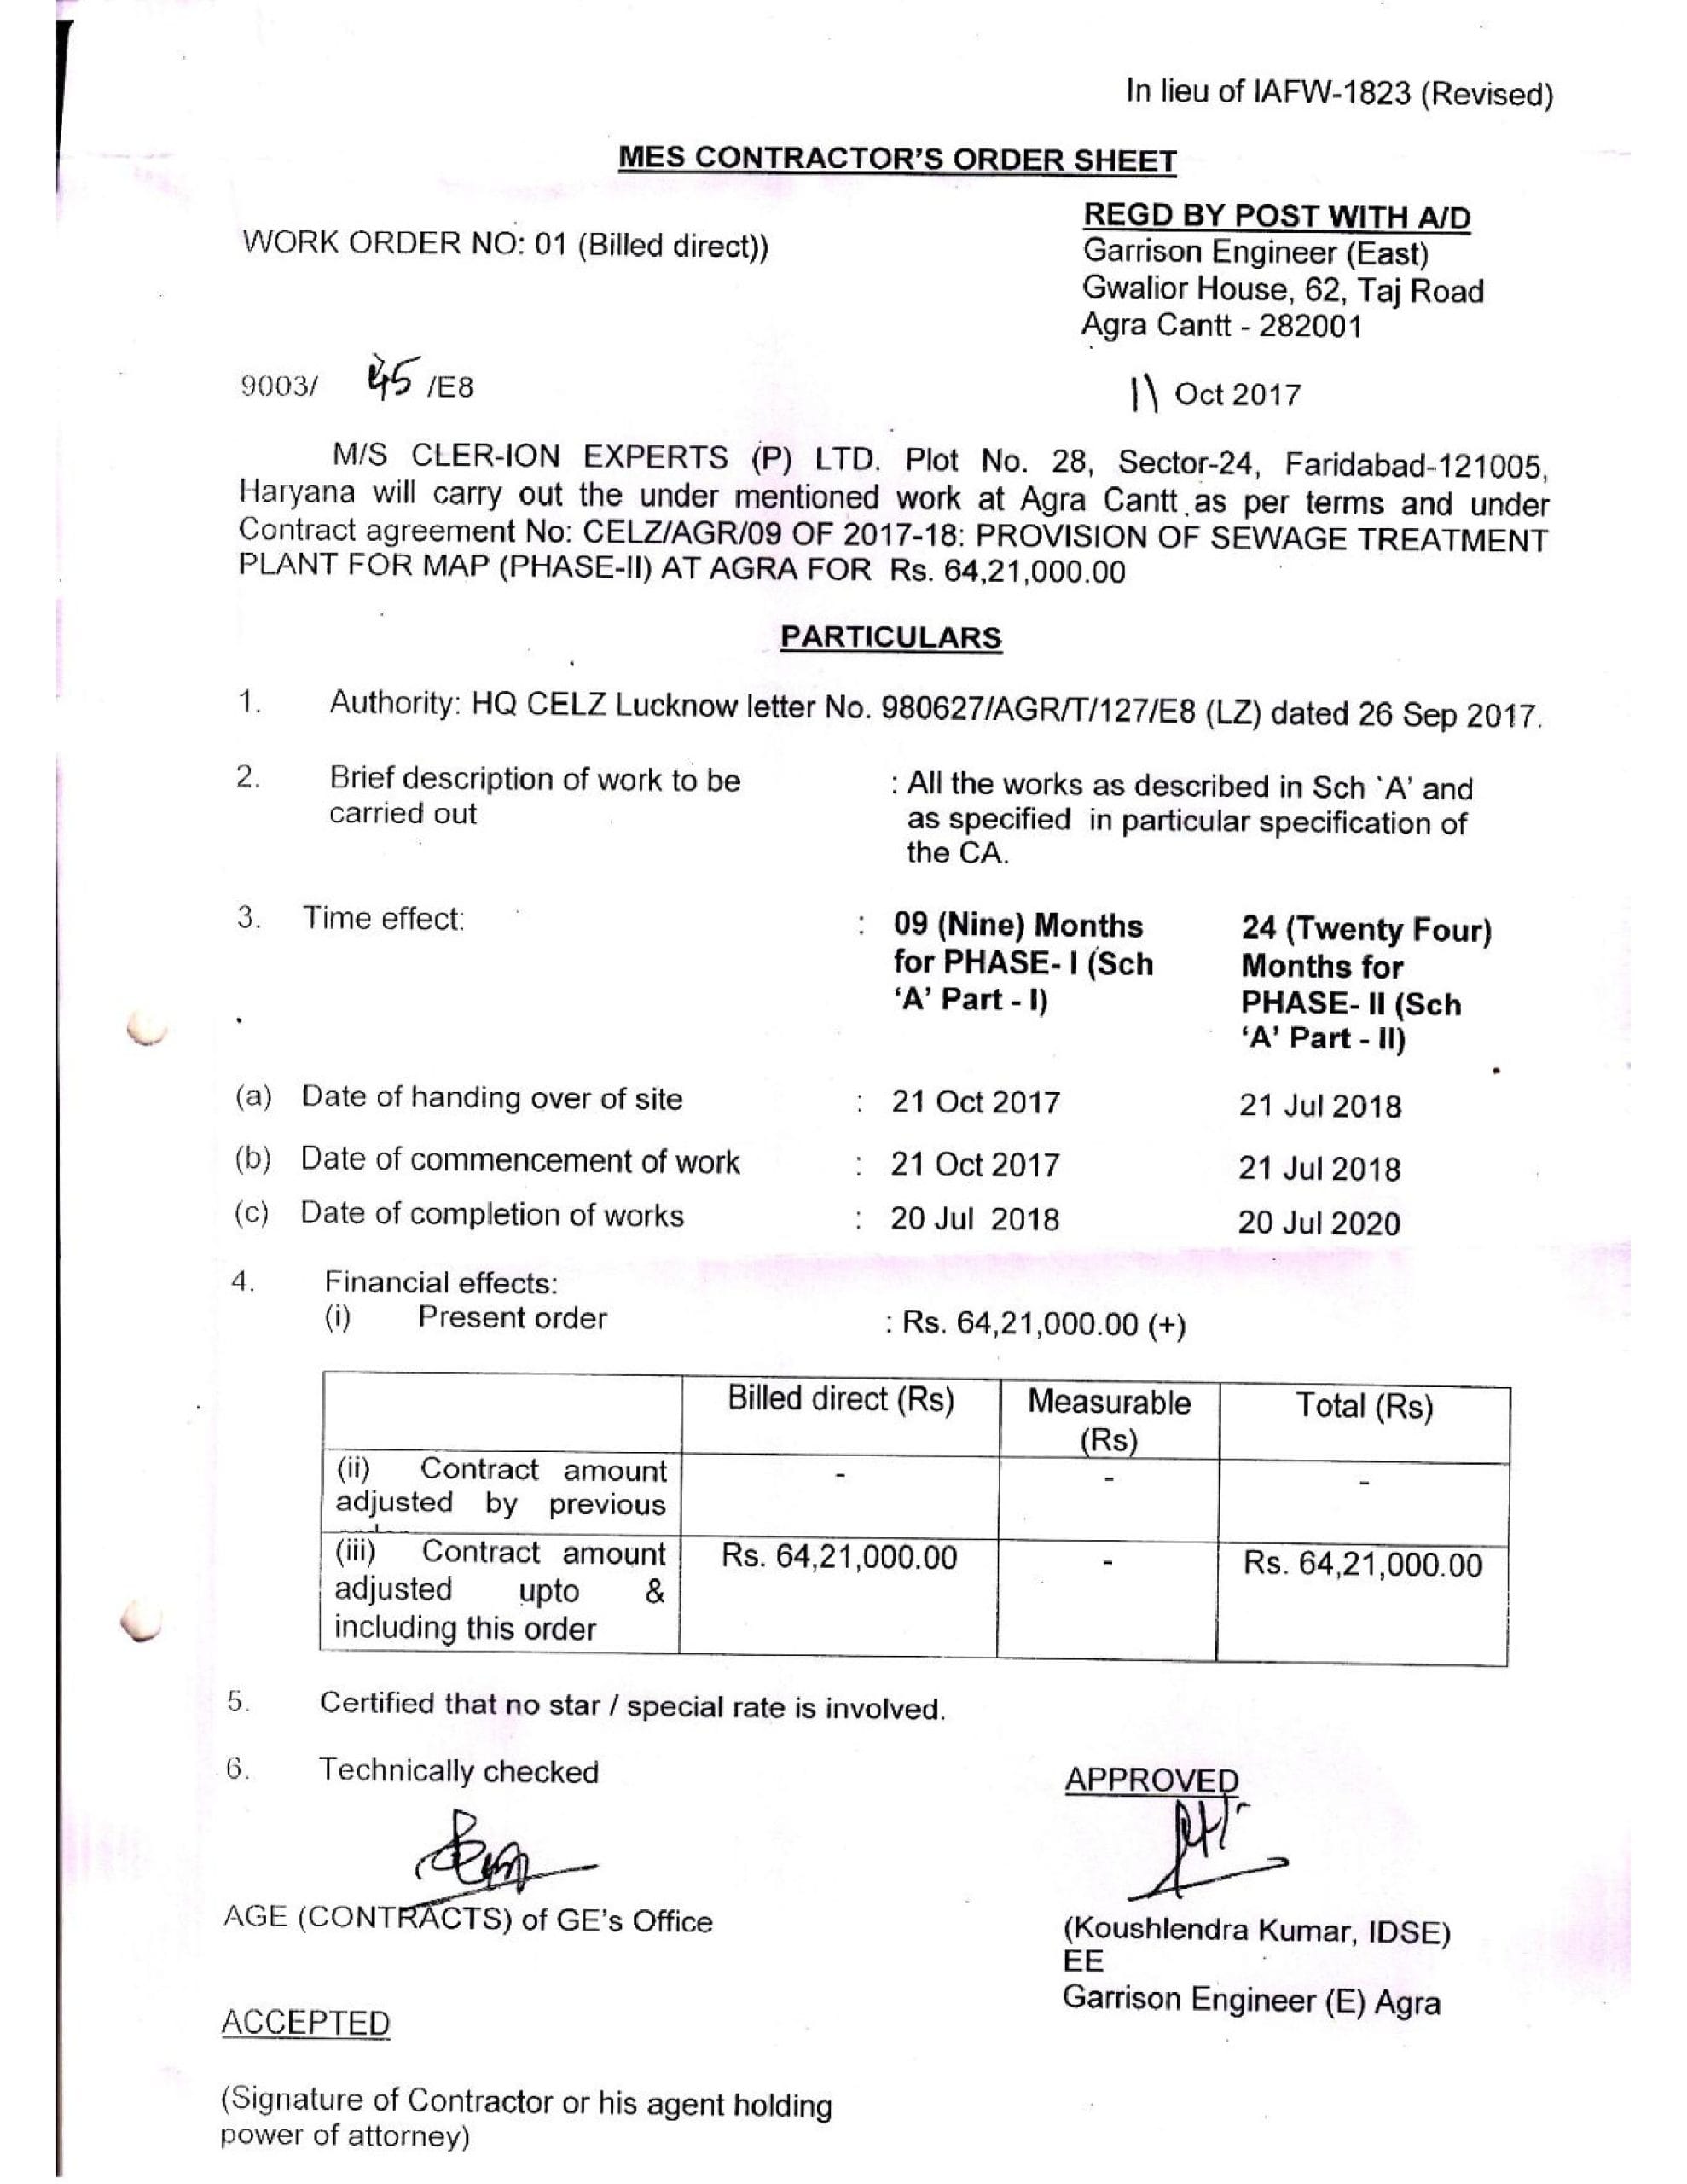 In lieu of IAFW-1823 (Revised)
MES CONTRACTOR'S ORDER SHEET
WORK ORDER NO: 01 (Billed direct))
REGD BY POST WITH A/D
Garrison Engineer (East)
Gwalior House, 62, Taj Road
Agra Cantt - 282001
9003/ 45 /E8
11 Oct 2017
M/S CLER-ION EXPERTS (P) LTD. Plot No. 28, Sector-24, Faridabad-121005,
Haryana will carry out the under mentioned work at Agra Cantt as per terms and under
Contract agreement No: CELZ/AGR/09 OF 2017-18: PROVISION OF SEWAGE TREATMENT
PLANT FOR MAP (PHASE-II) AT AGRA FOR Rs. 64,21,000.00
PARTICULARS
1. Authority: HQ CELZ Lucknow letter No. 980627/AGR/T/127/E8 (LZ) dated 26 Sep 2017.
2. Brief description of work to be : All the works as described in Sch `A' and
carried out as specified in particular specification of
the CA.
3. Time effect: : 09 (Nine) Months 24 (Twenty Four)
for PHASE- I (Sch Months for
'A' Part - I) PHASE- II (Sch
'A' Part - II)
(a) Date of handing over of site : 21 Oct 2017 21 Jul 2018
(b) Date of commencement of work : 21 Oct 2017 21 Jul 2018
(c) Date of completion of works : 20 Jul 2018 20 Jul 2020
4. Financial effects:
(i) Present order : Rs. 64,21,000.00 (+)
Billed direct (Rs) Measurable Total (Rs)
(Rs)
(ii) Contract amount - - -
adjusted by previous
(iii) Contract amount Rs. 64,21,000.00 - Rs. 64,21,000.00
adjusted upto &
including this order
5. Certified that no star / special rate is involved.
6. Technically checked
APPROVED
AGE (CONTRACTS) of GE's Office
(Koushlendra Kumar, IDSE)
EE
Garrison Engineer (E) Agra
ACCEPTED
(Signature of Contractor or his agent holding
power of attorney)